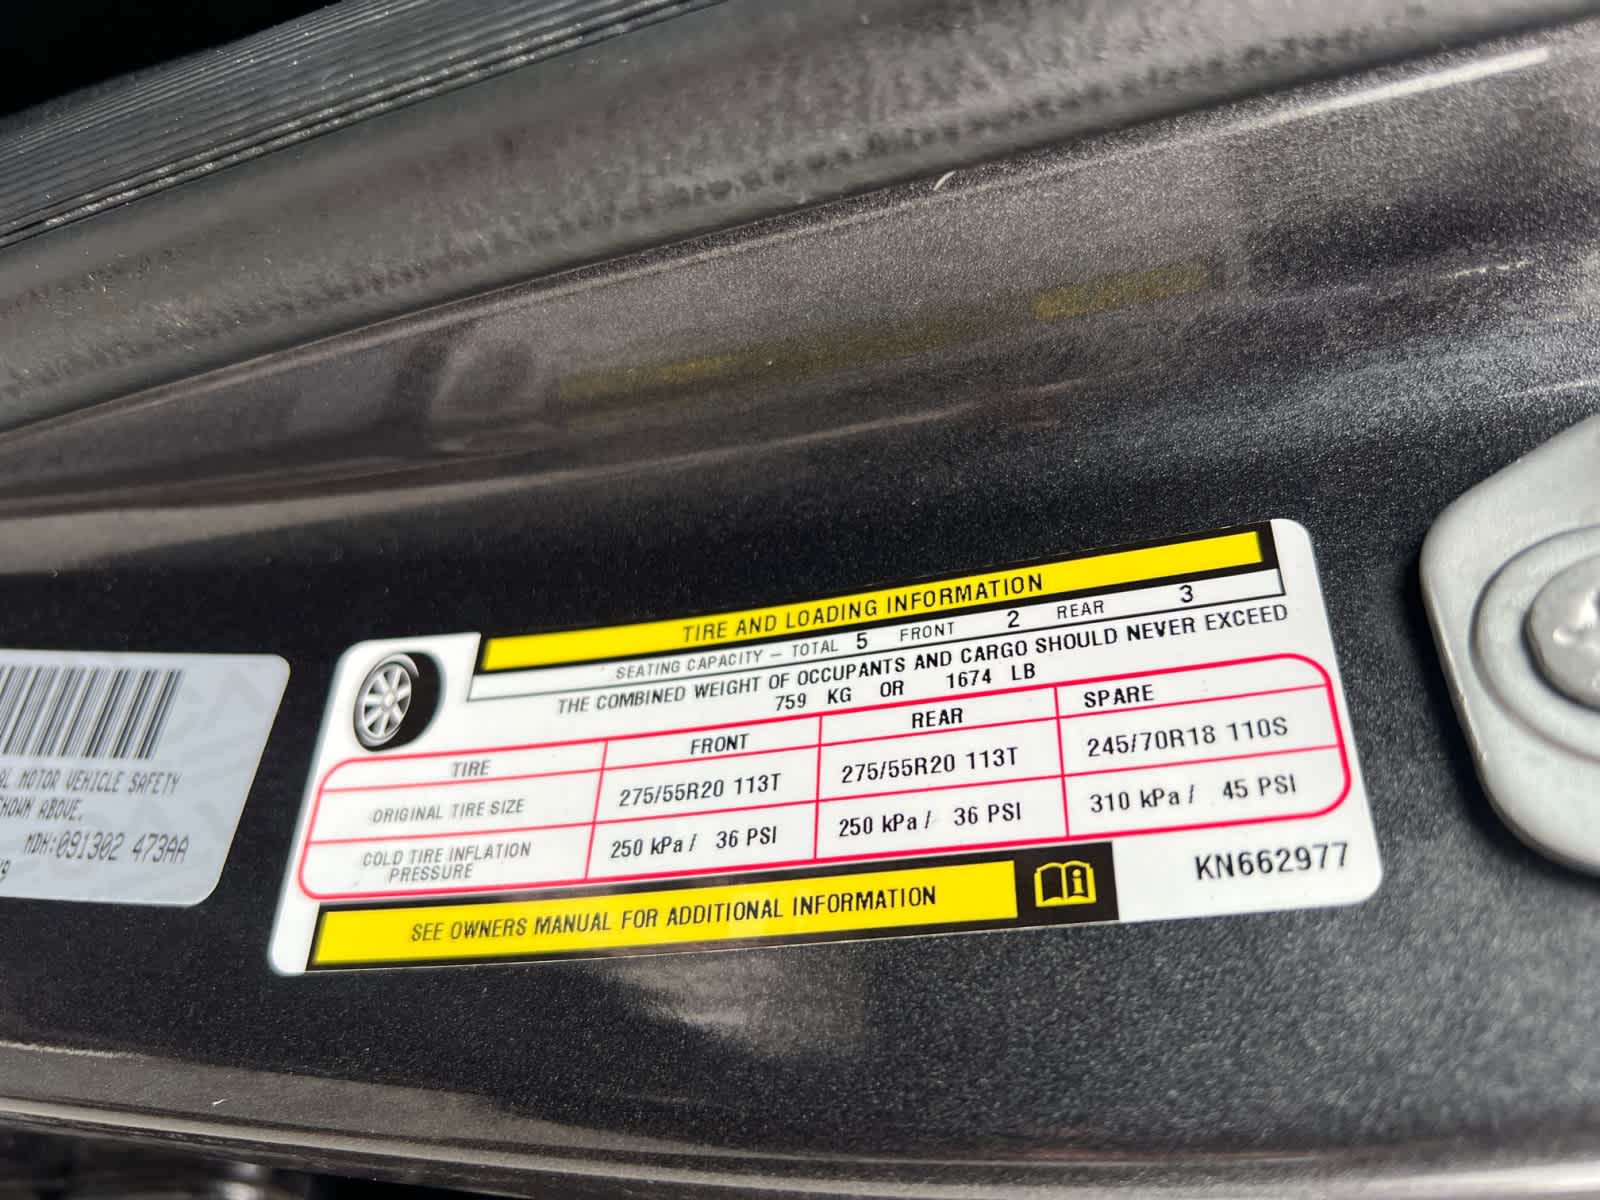 TIRE AND LOADING INFORMATION
SEATING CAPACITY – TOTAL 5 FRONT 2 REAR 3
THE COMBINED WEIGHT OF OCCUPANTS AND CARGO SHOULD NEVER EXCEED
759 KG OR 1674 LB
TIRE FRONT REAR SPARE
ORIGINAL TIRE SIZE 275/55R20 113T 275/55R20 113T 245/70R18 110S
COLD TIRE INFLATION
PRESSURE 250 kPa / 36 PSI 250 kPa / 36 PSI 310 kPa / 45 PSI
SEE OWNERS MANUAL FOR ADDITIONAL INFORMATION
KN662977
MOTOR VEHICLE SAFETY
ABOVE.
MDH:091302 473AA